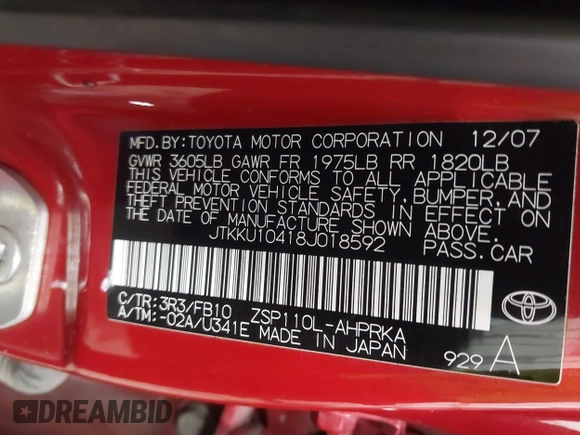 MFD.BY:TOYOTA MOTOR CORPORATION 12/07
GVWR 3605LB GAWR FR 1975LB RR 1820LB
THIS VEHICLE CONFORMS TO ALL APPLICABLE
FEDERAL MOTOR VEHICLE SAFETY,BUMPER,AND
THEFT PREVENTION STANDARDS IN EFFECT ON
THE DATE OF MANUFACTURE SHOWN ABOVE.
JTKKU10418J018592 PASS.CAR
C/TR:3R3/FB10 ZSP110L-AHPRKA
A/TM:-02A/U341E MADE IN JAPAN
929 A
DREAMBID